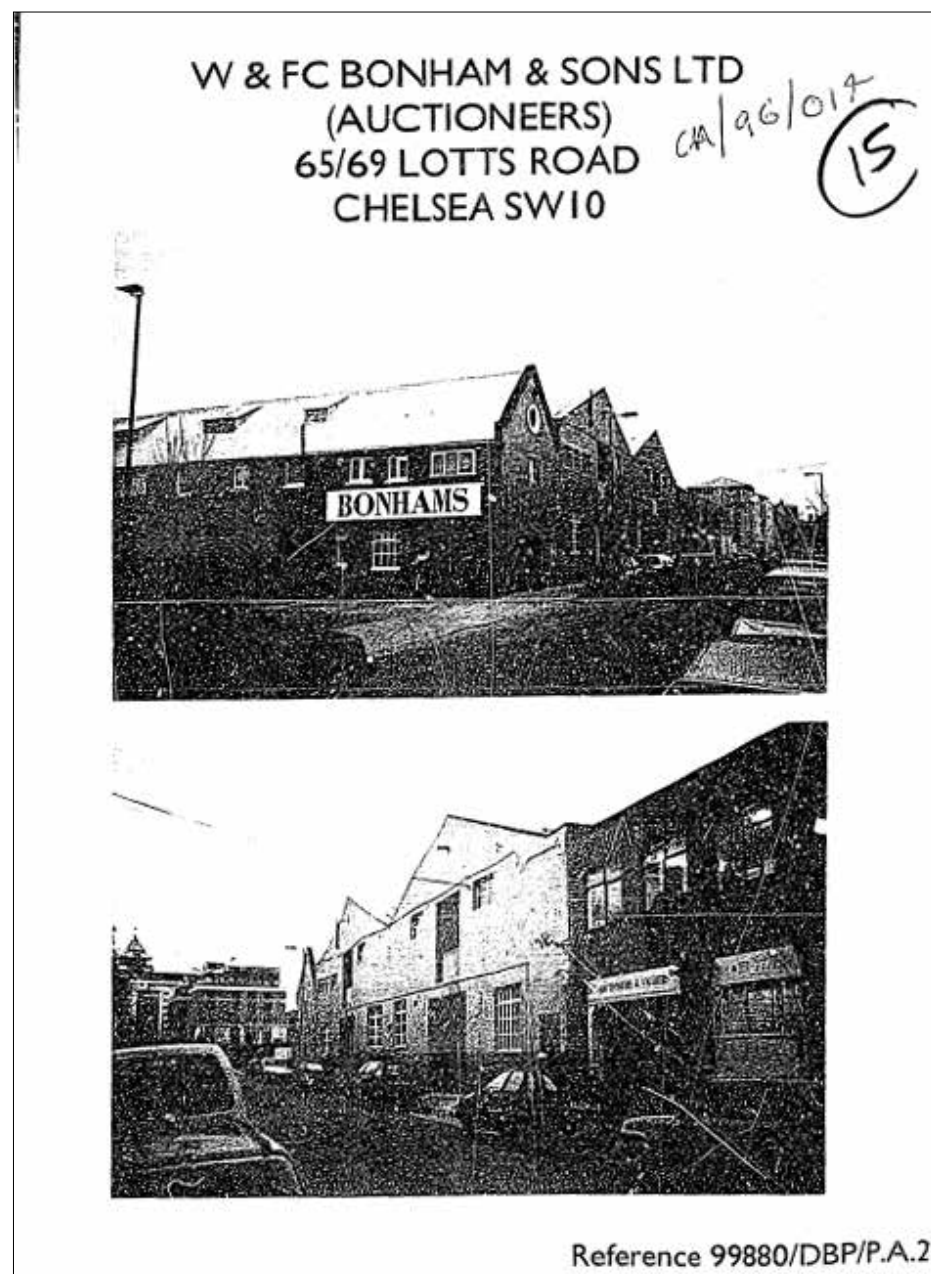 W & FC BONHAM & SONS LTD
(AUCTIONEERS)
65/69 LOTTS ROAD
CHELSEA SW10
CA/96/017
15
BONHAMS
Reference 99880/DBP/P.A.2